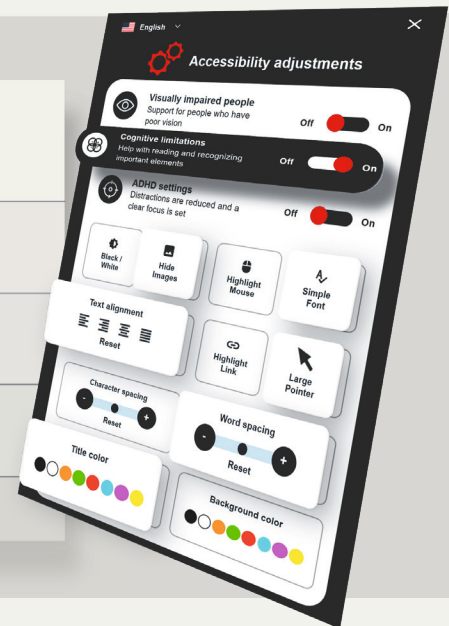 English
Accessibility adjustments
Visually impaired people
Support for people who have
poor vision
Off
On
Cognitive limitations
Help with reading and recognizing
important elements
Off
On
ADHD settings
Distractions are reduced and a
clear focus is set
Off
On
Black /
White
Hide
Images
Highlight
Mouse
Simple
Font
Text alignment
Reset
Highlight
Link
Large
Pointer
Character spacing
-
+
Reset
Word spacing
-
+
Reset
Title color
Background color